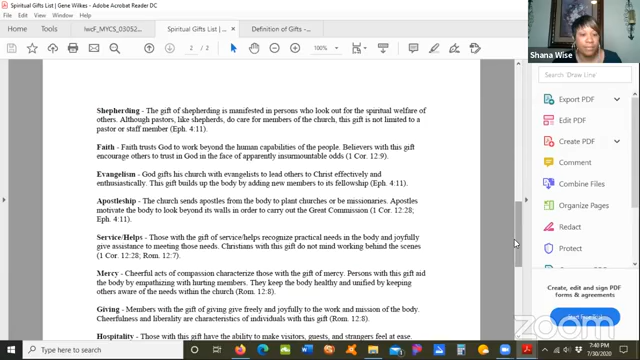 Spiritual Gifts List | Gene Wilkes - Adobe Acrobat Reader DC
File Edit View Window Help
Home Tools lwcF_MYCS_03052... Spiritual Gifts List... × Definition of Gifts -...
2 / 2 100%
Shana Wise
Search 'Draw Line'
Export PDF
Edit PDF
Create PDF
Comment
Combine Files
Organize Pages
Redact
Protect
Create, edit and sign PDF
forms & agreements
Start Free Trial
Shepherding - The gift of shepherding is manifested in persons who look out for the spiritual welfare of
others. Although pastors, like shepherds, do care for members of the church, this gift is not limited to a
pastor or staff member (Eph. 4:11).
Faith - Faith trusts God to work beyond the human capabilities of the people. Believers with this gift
encourage others to trust in God in the face of apparently insurmountable odds (1 Cor. 12:9).
Evangelism - God gifts his church with evangelists to lead others to Christ effectively and
enthusiastically. This gift builds up the body by adding new members to its fellowship (Eph. 4:11).
Apostleship - The church sends apostles from the body to plant churches or be missionaries. Apostles
motivate the body to look beyond its walls in order to carry out the Great Commission (1 Cor. 12:28;
Eph. 4:11).
Service/Helps - Those with the gift of service/helps recognize practical needs in the body and joyfully
give assistance to meeting those needs. Christians with this gift do not mind working behind the scenes
(1 Cor. 12:28; Rom. 12:7).
Mercy - Cheerful acts of compassion characterize those with the gift of mercy. Persons with this gift aid
the body by empathizing with hurting members. They keep the body healthy and unified by keeping
others aware of the needs within the church (Rom. 12:8).
Giving - Members with the gift of giving give freely and joyfully to the work and mission of the body.
Cheerfulness and liberality are characteristics of individuals with this gift (Rom. 12:8).
Hospitality - Those with this gift have the ability to make visitors, guests, and strangers feel at ease.
zoom
Type here to search
7:40 PM
7/30/2020